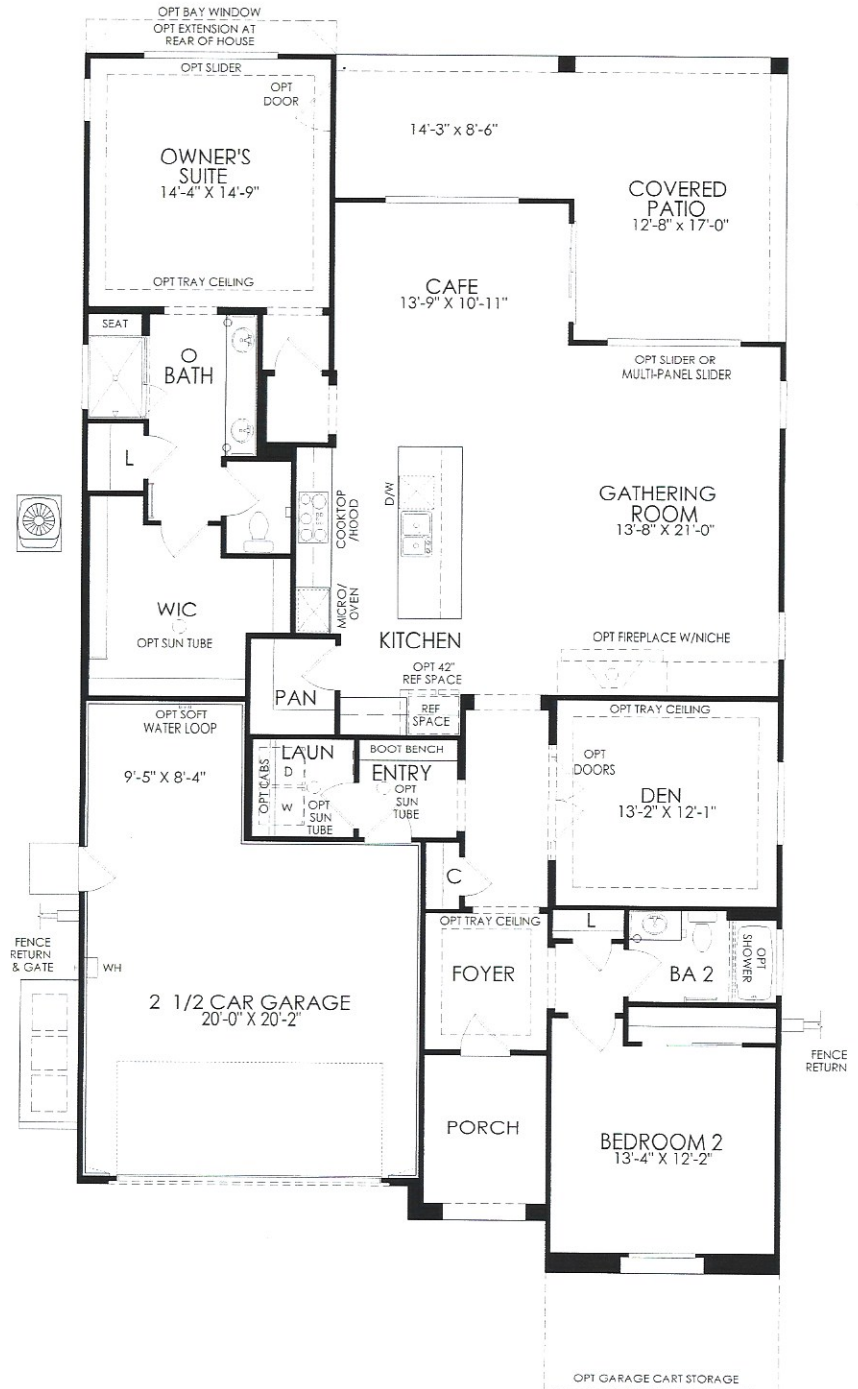 OPT BAY WINDOW
OPT EXTENSION AT
REAR OF HOUSE
OPT SLIDER
OPT
DOOR
OWNER'S
SUITE
14'-4" X 14'-9"
OPT TRAY CEILING
14'-3" x 8'-6"
COVERED
PATIO
12'-8" x 17'-0"
CAFE
13'-9" X 10'-11"
OPT SLIDER OR
MULTI-PANEL SLIDER
SEAT
O
BATH
L
D/W
COOKTOP
/HOOD
MICRO/
OVEN
GATHERING
ROOM
13'-8" X 21'-0"
WIC
OPT SUN TUBE
KITCHEN
OPT FIREPLACE W/NICHE
OPT 42"
REF SPACE
PAN
REF
SPACE
OPT SOFT
WATER LOOP
9'-5" X 8'-4"
LAUN
OPT CABS
D
W
OPT
SUN
TUBE
BOOT BENCH
ENTRY
OPT
SUN
TUBE
OPT TRAY CEILING
OPT
DOORS
DEN
13'-2" X 12'-1"
C
OPT TRAY CEILING
FOYER
L
BA 2
OPT
SHOWER
FENCE
RETURN
& GATE
WH
2 1/2 CAR GARAGE
20'-0" X 20'-2"
FENCE
RETURN
PORCH
BEDROOM 2
13'-4" X 12'-2"
OPT GARAGE CART STORAGE